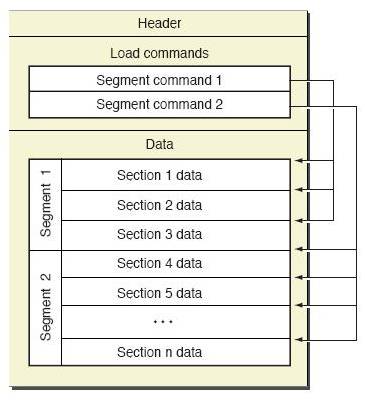 Header
Load commands
Segment command 1
Segment command 2
Data
Segment 1
Section 1 data
Section 2 data
Section 3 data
Segment 2
Section 4 data
Section 5 data
...
Section n data